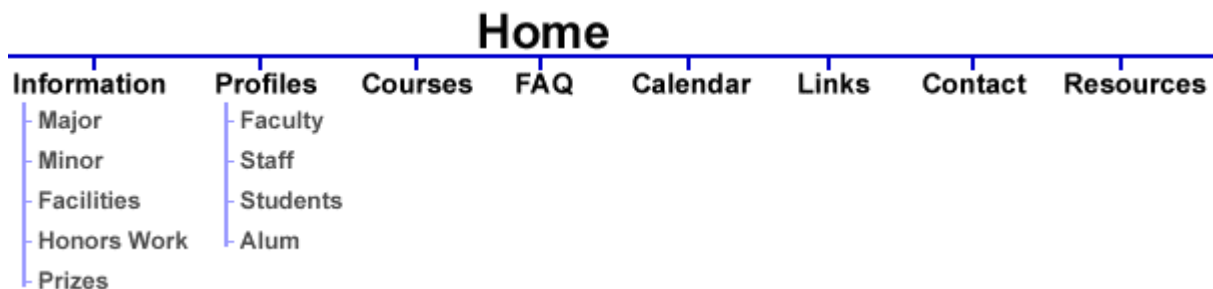 Home
Information Profiles Courses FAQ Calendar Links Contact Resources
Major Faculty
Minor Staff
Facilities Students
Honors Work Alum
Prizes